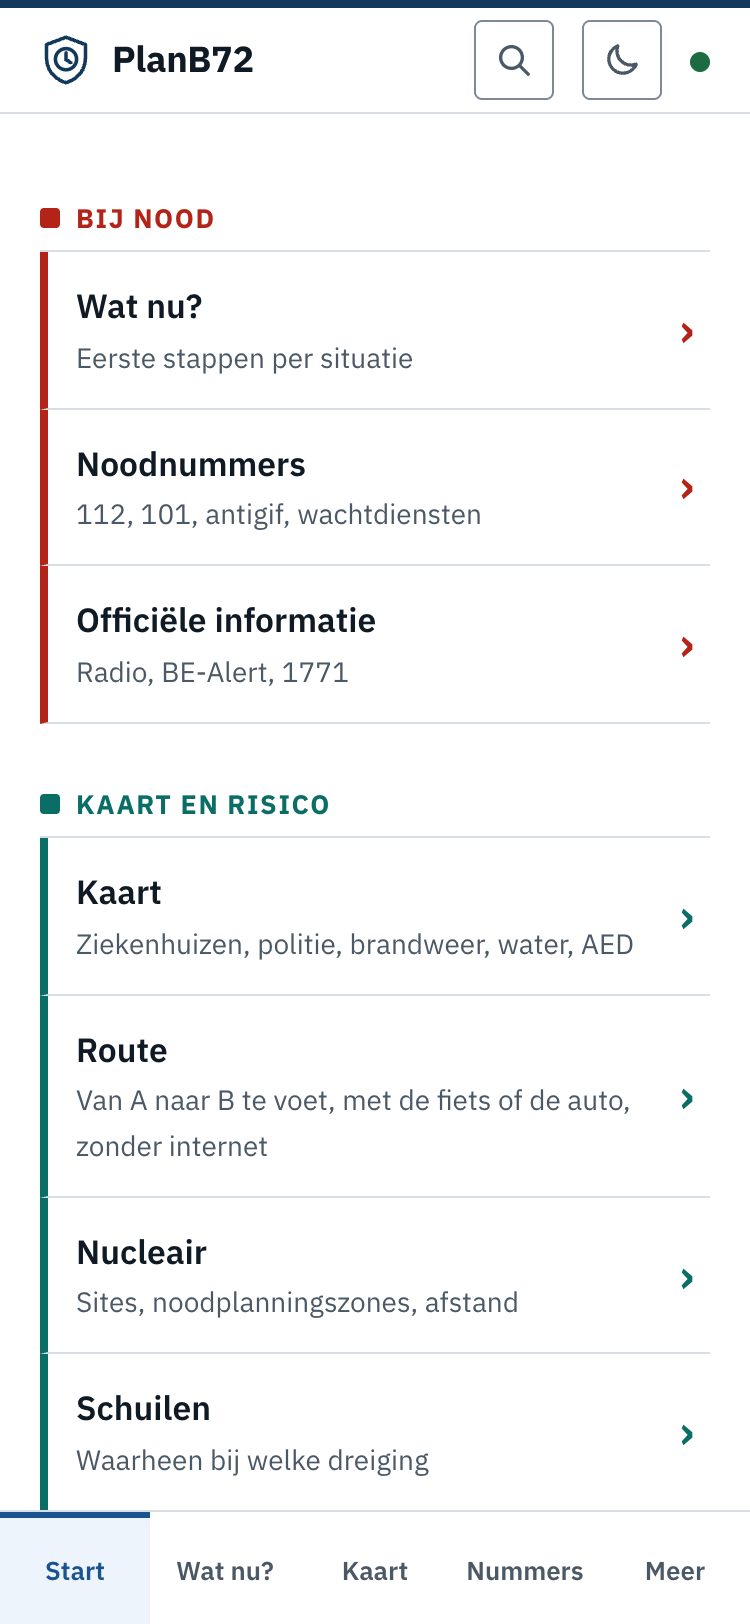 PlanB72
BIJ NOOD
Wat nu?
Eerste stappen per situatie
Noodnummers
112, 101, antigif, wachtdiensten
Officiële informatie
Radio, BE-Alert, 1771
KAART EN RISICO
Kaart
Ziekenhuizen, politie, brandweer, water, AED
Route
Van A naar B te voet, met de fiets of de auto,
zonder internet
Nucleair
Sites, noodplanningszones, afstand
Schuilen
Waarheen bij welke dreiging
Start Wat nu? Kaart Nummers Meer